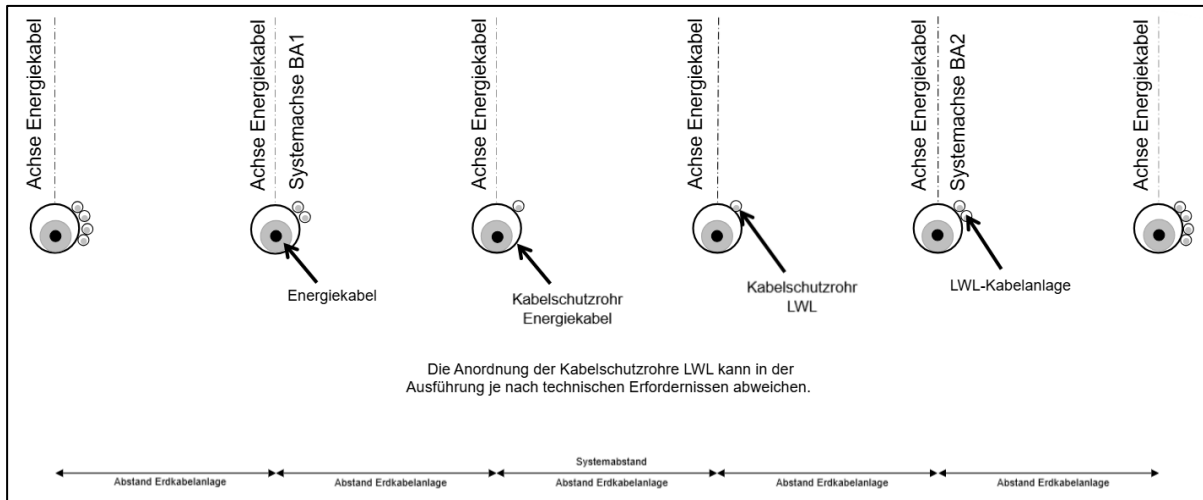 Achse Energiekabel
Achse Energiekabel
Systemachse BA1
Achse Energiekabel
Achse Energiekabel
Achse Energiekabel
Systemachse BA2
Achse Energiekabel
Energiekabel
Kabelschutzrohr
Energiekabel
Kabelschutzrohr
LWL
LWL-Kabelanlage
Die Anordnung der Kabelschutzrohre LWL kann in der
Ausführung je nach technischen Erfordernissen abweichen.
Systemabstand
Abstand Erdkabelanlage
Abstand Erdkabelanlage
Abstand Erdkabelanlage
Abstand Erdkabelanlage
Abstand Erdkabelanlage